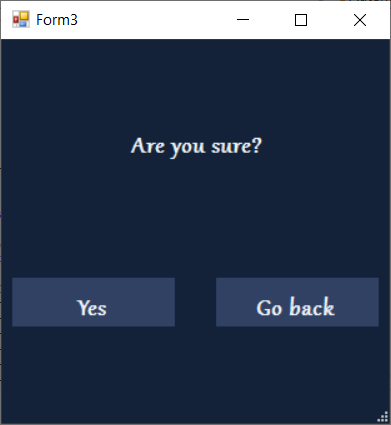 Form3
Are you sure?
Yes
Go back